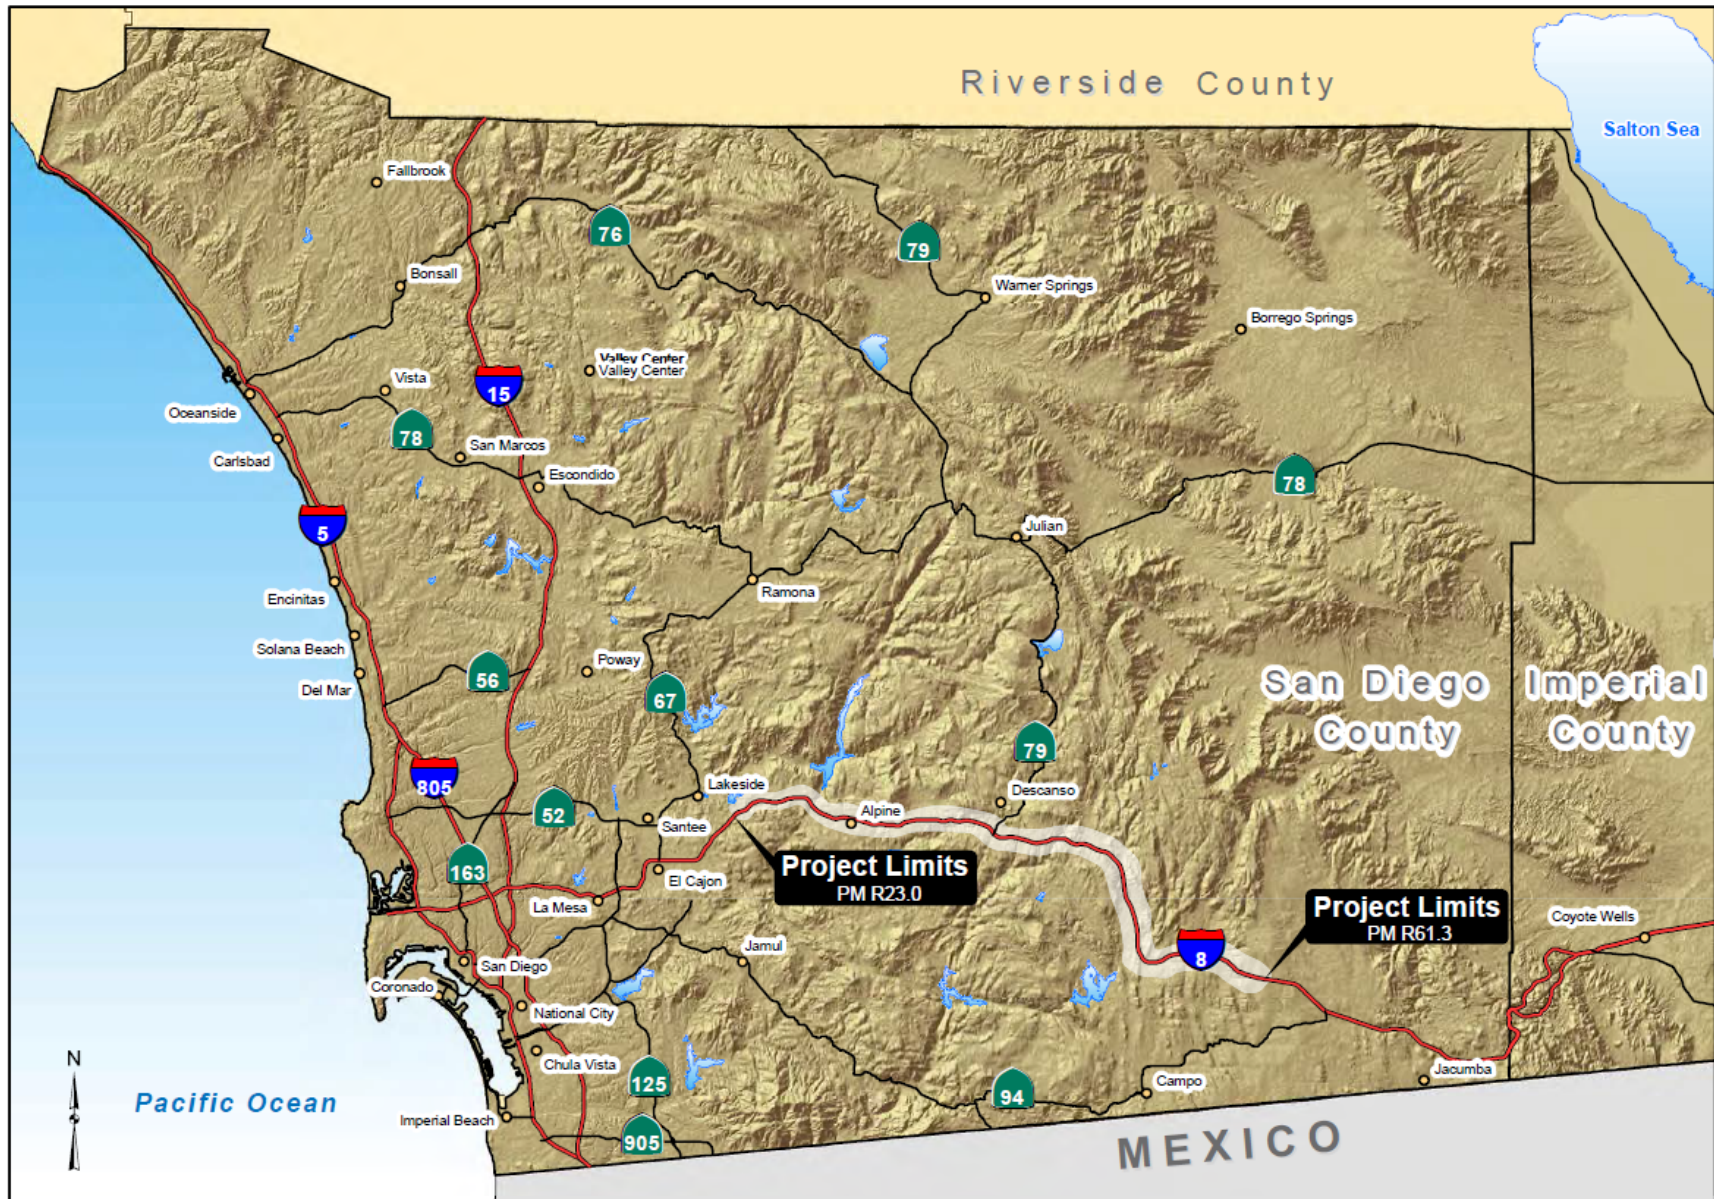 Riverside County
Salton Sea
Fallbrook
76
79
Bonsall
Warner Springs
Borrego Springs
Valley Center
Valley Center
Vista
15
Oceanside
78
San Marcos
Carlsbad
Escondido
78
5
Julian
Encinitas
Ramona
Solana Beach
Poway
56
Del Mar
67
San Diego
County
Imperial
County
79
805
Lakeside
Descanso
52
Santee
Alpine
163
Project Limits
PM R23.0
El Cajon
La Mesa
Project Limits
PM R61.3
Coyote Wells
Jamul
8
San Diego
Coronado
National City
N
Chula Vista
Jacumba
125
Campo
94
Pacific Ocean
Imperial Beach
905
MEXICO